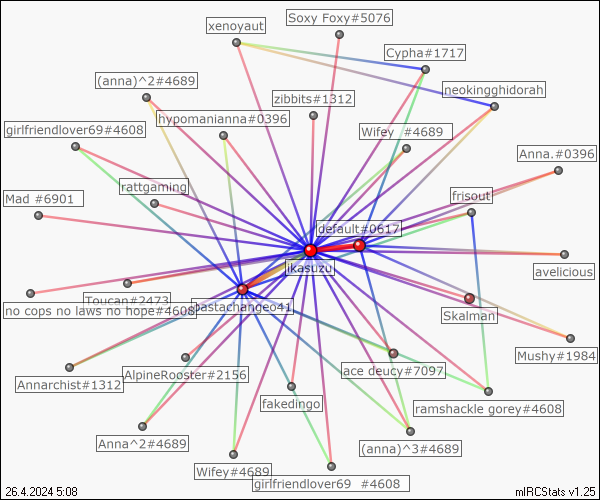 Soxy Foxy#5076
xenoyaut
Cypha#1717
(anna)^2#4689
neokingghidorah
zibbits#1312
hypomanianna#0396
girlfriendlover69#4608
Wifey #4689
Anna.#0396
rattgaming
Mad #6901
frisout
default#0617
ikasuzu
avelicious
Toucan#2473
no cops no laws no hope#4608
bastachangeo41
Skalman
Mushy#1984
ace deucy#7097
AlpineRooster#2156
Annarchist#1312
fakedingo
ramshackle gorey#4608
Anna^2#4689
(anna)^3#4689
Wifey#4689
girlfriendlover69 #4608
26.4.2024 5:08
mIRCStats v1.25